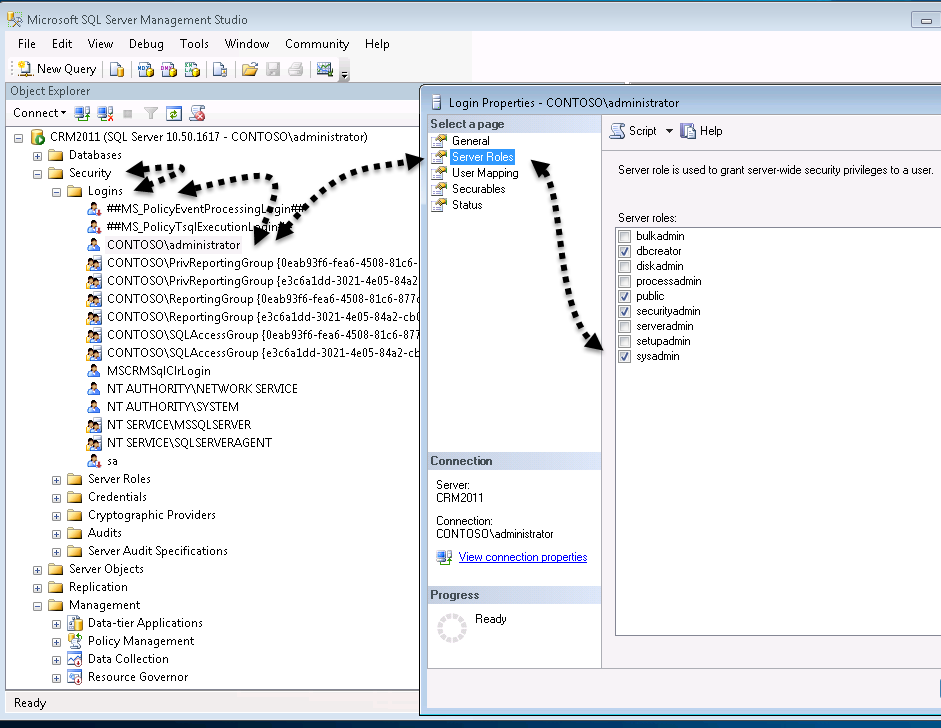 Microsoft SQL Server Management Studio
File Edit View Debug Tools Window Community Help
New Query
Object Explorer
Connect
CRM2011 (SQL Server 10.50.1617 - CONTOSO\administrator)
Databases
Security
Logins
##MS_PolicyEventProcessingLogin##
##MS_PolicyTsqlExecutionLogin
CONTOSO\administrator
CONTOSO\PrivReportingGroup {0eab93f6-fea6-4508-81c6-
CONTOSO\PrivReportingGroup {e3c6a1dd-3021-4e05-84a2
CONTOSO\ReportingGroup {0eab93f6-fea6-4508-81c6-877c
CONTOSO\ReportingGroup {e3c6a1dd-3021-4e05-84a2-cb0
CONTOSO\SQLAccessGroup {0eab93f6-fea6-4508-81c6-877
CONTOSO\SQLAccessGroup {e3c6a1dd-3021-4e05-84a2-cb
MSCRMSqlClrLogin
NT AUTHORITY\NETWORK SERVICE
NT AUTHORITY\SYSTEM
NT SERVICE\MSSQLSERVER
NT SERVICE\SQLSERVERAGENT
sa
Server Roles
Credentials
Cryptographic Providers
Audits
Server Audit Specifications
Server Objects
Replication
Management
Data-tier Applications
Policy Management
Data Collection
Resource Governor
Ready
Login Properties - CONTOSO\administrator
Select a page
General
Server Roles
User Mapping
Securables
Status
Connection
Server:
CRM2011
Connection:
CONTOSO\administrator
View connection properties
Progress
Ready
Script Help
Server role is used to grant server-wide security privileges to a user.
Server roles:
bulkadmin
dbcreator
diskadmin
processadmin
public
securityadmin
serveradmin
setupadmin
sysadmin